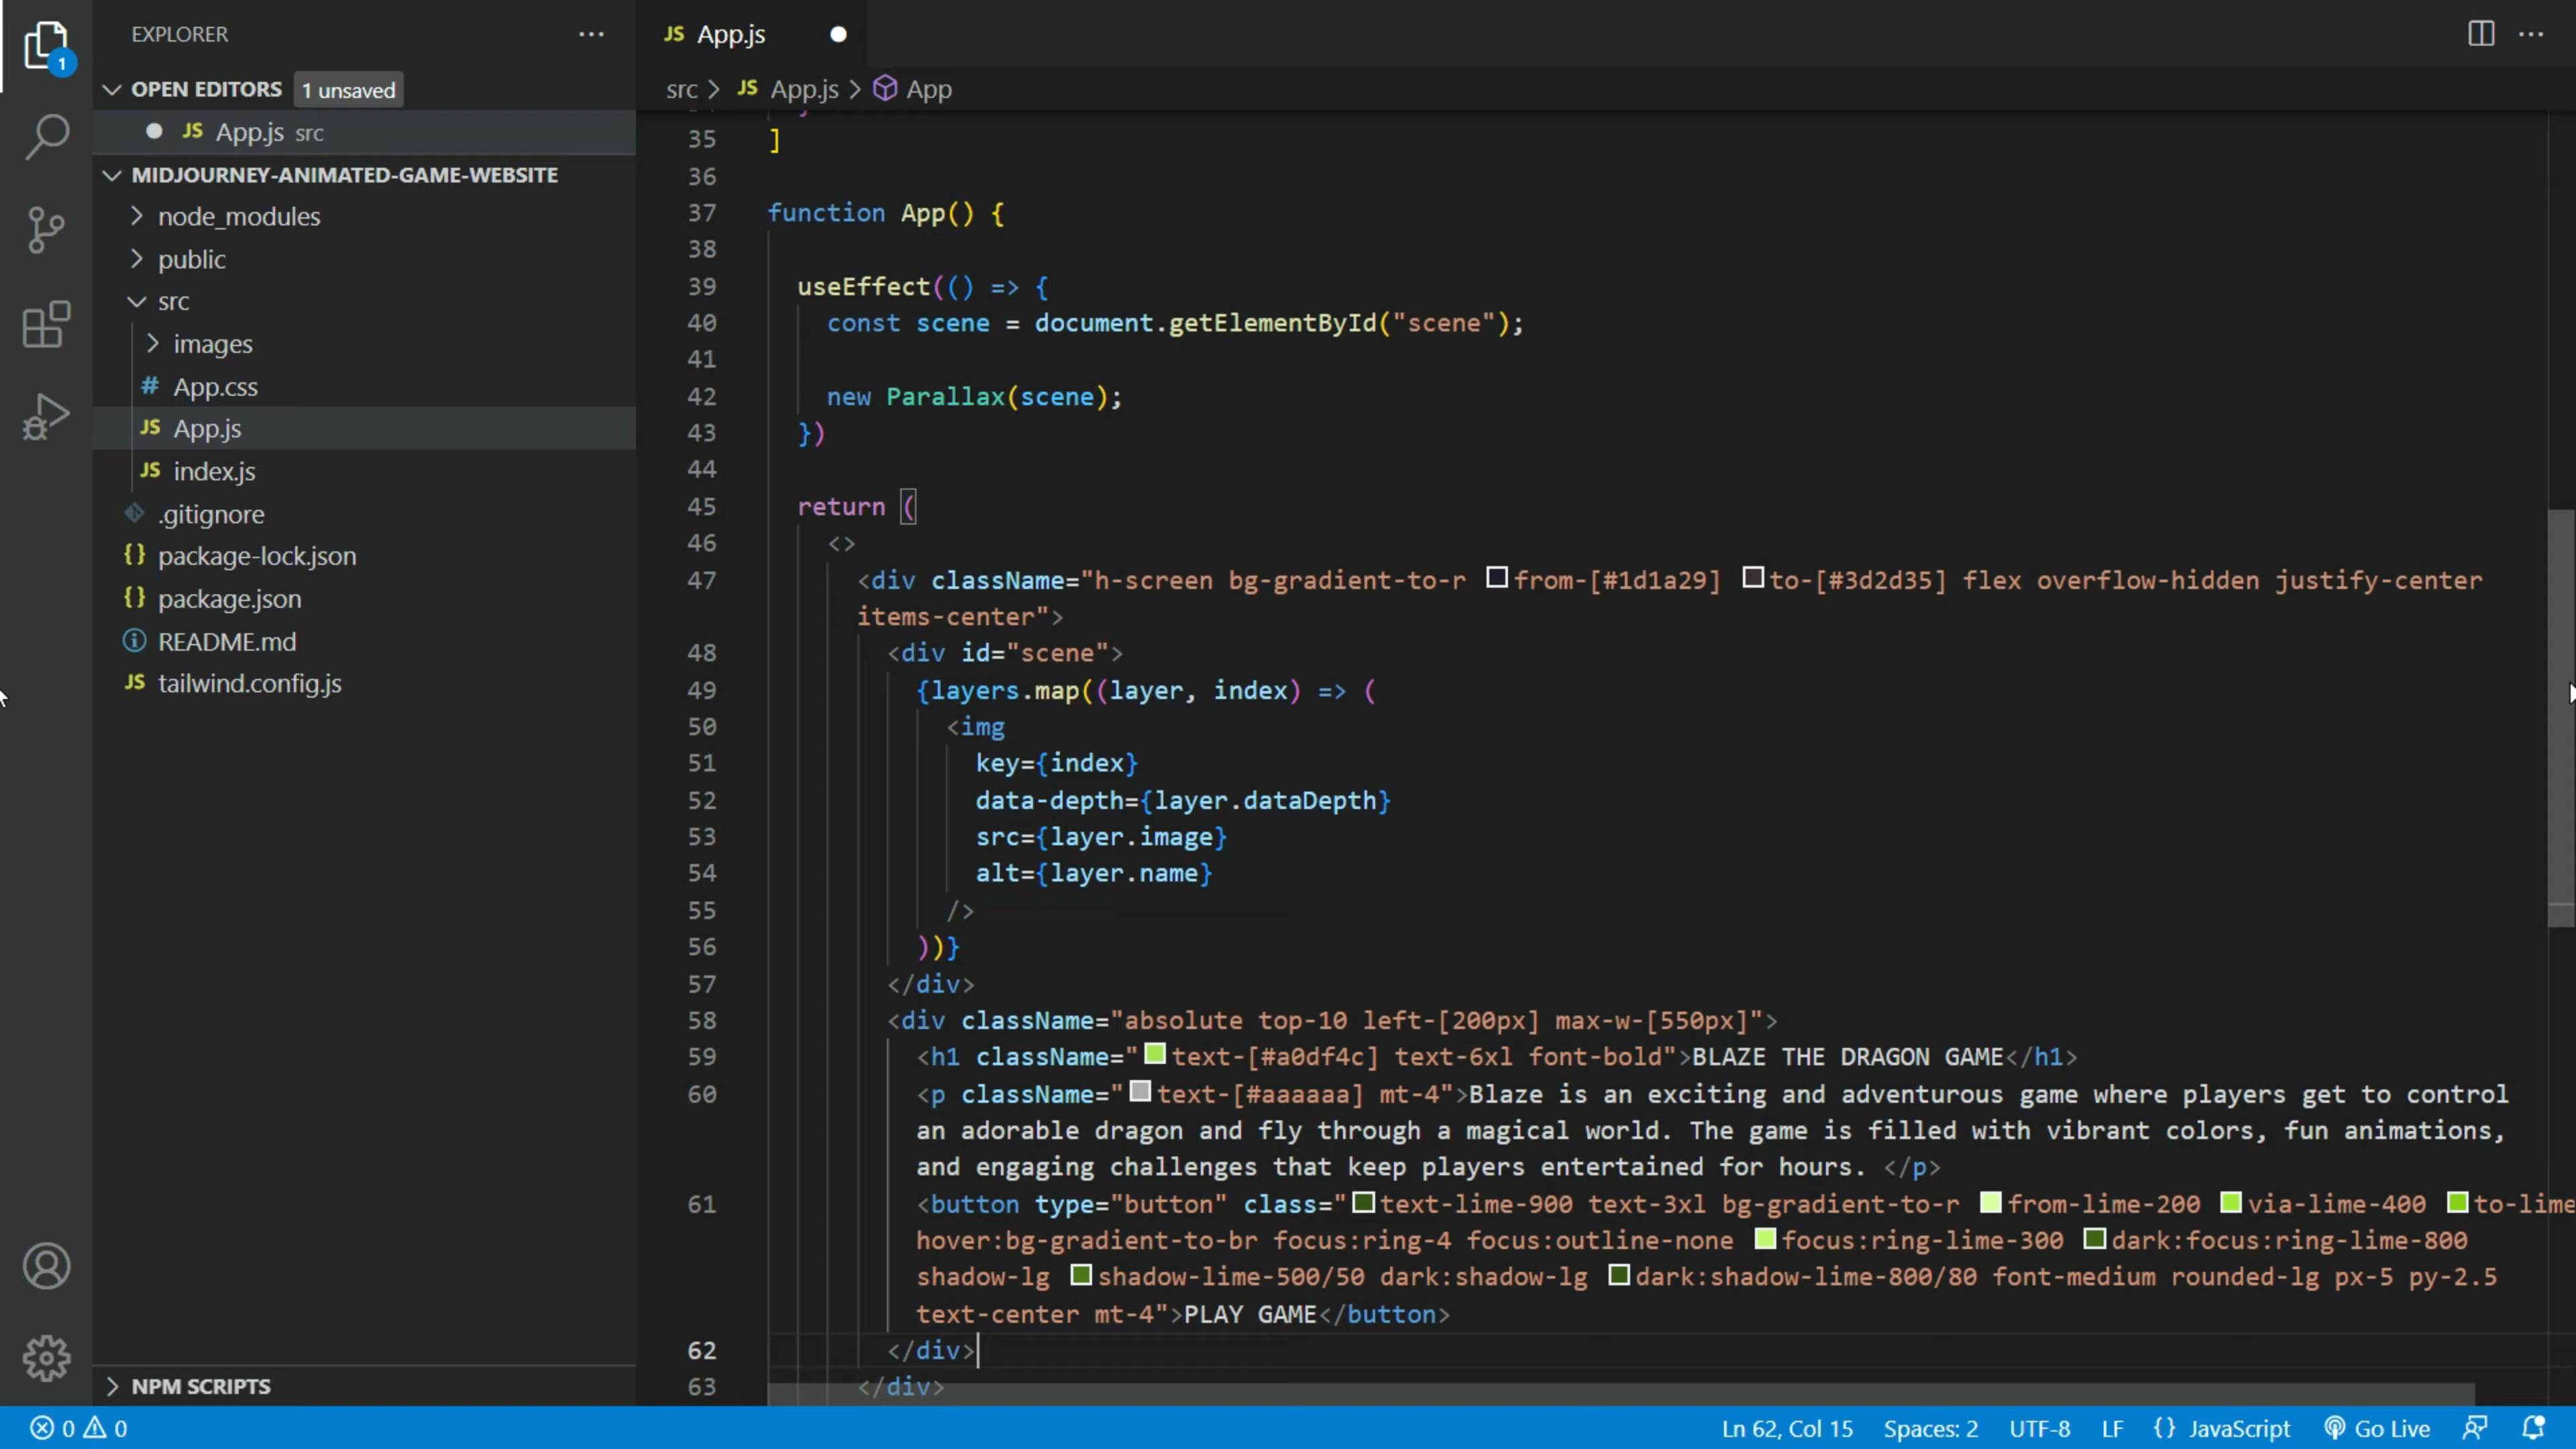 EXPLORER
OPEN EDITORS 1 unsaved
JS App.js src
MIDJOURNEY-ANIMATED-GAME-WEBSITE
node_modules
public
src
images
# App.css
JS App.js
JS index.js
.gitignore
{} package-lock.json
{} package.json
README.md
JS tailwind.config.js
NPM SCRIPTS
1
JS App.js
src > JS App.js > App
35 ]
36
37 function App() {
38
39 useEffect(() => {
40 const scene = document.getElementById("scene");
41
42 new Parallax(scene);
43 })
44
45 return (
46 <>
47 <div className="h-screen bg-gradient-to-r from-[#1d1a29] to-[#3d2d35] flex overflow-hidden justify-center
items-center">
48 <div id="scene">
49 {layers.map((layer, index) => (
50 <img
51 key={index}
52 data-depth={layer.dataDepth}
53 src={layer.image}
54 alt={layer.name}
55 />
56 ))}
57 </div>
58 <div className="absolute top-10 left-[200px] max-w-[550px]">
59 <h1 className="text-[#a0df4c] text-6xl font-bold">BLAZE THE DRAGON GAME</h1>
60 <p className="text-[#aaaaaa] mt-4">Blaze is an exciting and adventurous game where players get to control
an adorable dragon and fly through a magical world. The game is filled with vibrant colors, fun animations,
and engaging challenges that keep players entertained for hours. </p>
61 <button type="button" class="text-lime-900 text-3xl bg-gradient-to-r from-lime-200 via-lime-400 to-lime
hover:bg-gradient-to-br focus:ring-4 focus:outline-none focus:ring-lime-300 dark:focus:ring-lime-800
shadow-lg shadow-lime-500/50 dark:shadow-lg dark:shadow-lime-800/80 font-medium rounded-lg px-5 py-2.5
text-center mt-4">PLAY GAME</button>
62 </div>
63 </div>
0 0
Ln 62, Col 15 Spaces: 2 UTF-8 LF {} JavaScript Go Live